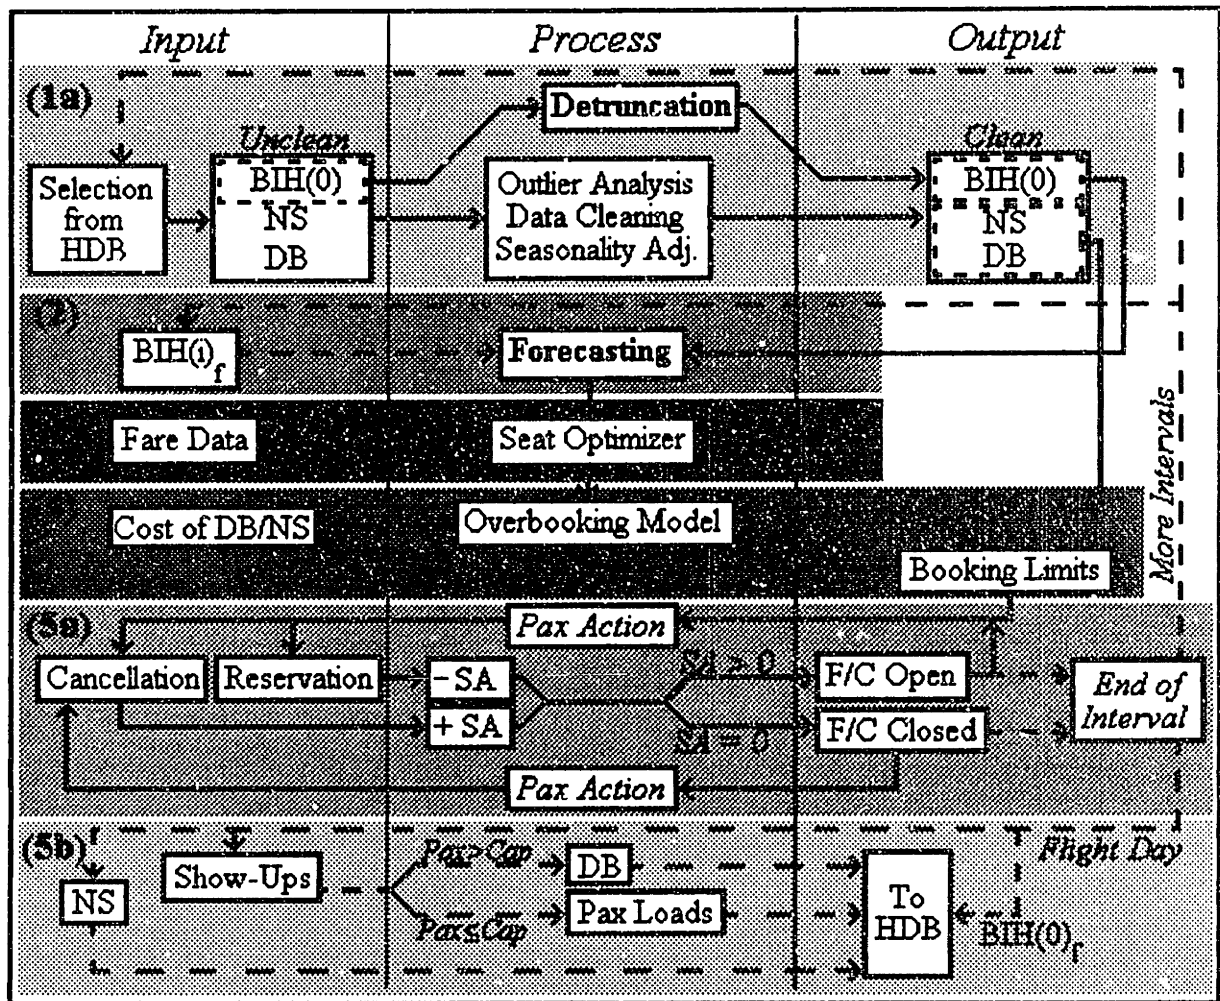 Input
Process
Output
(1a)
Detruncation
Unclean
Clean
Selection
from
HDB
BIH(0)
NS
DB
Outlier Analysis
Data Cleaning
Seasonality Adj.
BIH(0)
NS
DB
(2)
BIH(i)f
Forecasting
Fare Data
Seat Optimizer
Cost of DB/NS
Overbooking Model
Booking Limits
More Intervals
(5a)
Pax Action
Cancellation
Reservation
- SA
+ SA
SA > 0
SA = 0
F/C Open
F/C Closed
End of
Interval
Pax Action
(5b)
Flight Day
NS
Show-Ups
Pax>Cap
Pax≤Cap
DB
Pax Loads
To
HDB
BIH(0)f